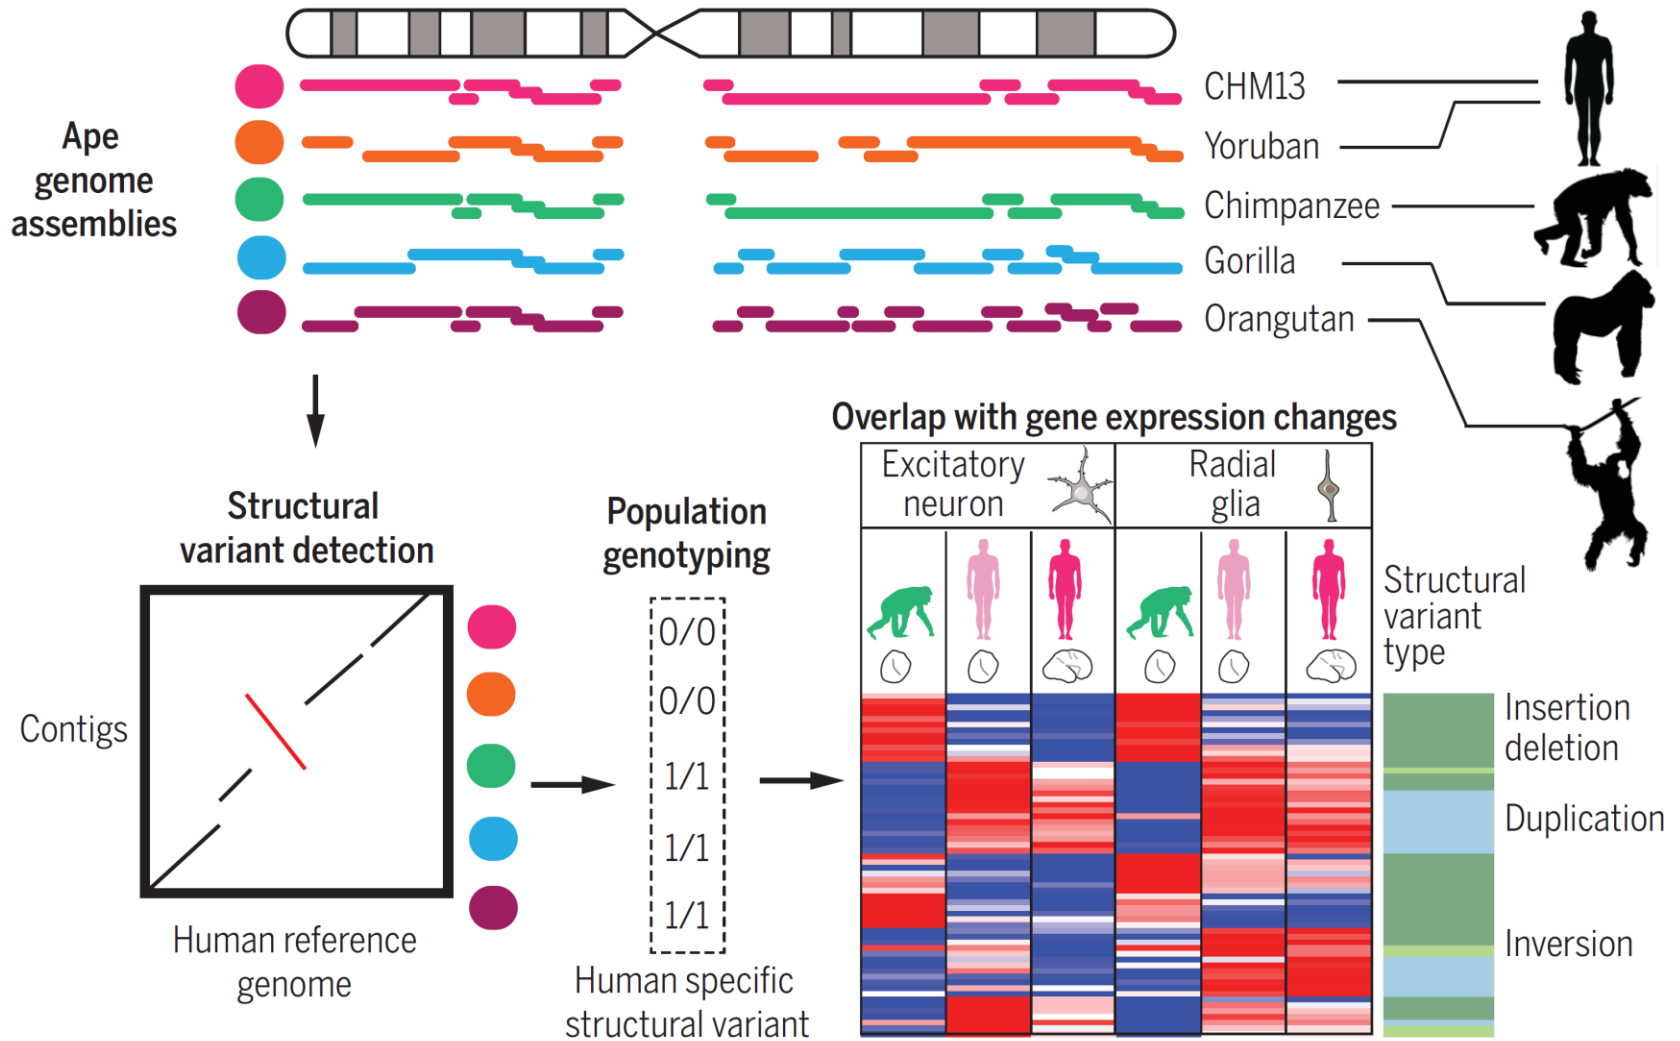 Ape
genome
assemblies
CHM13
Yoruban
Chimpanzee
Gorilla
Orangutan
Structural
variant detection
Contigs
Human reference
genome
Population
genotyping
0/0
0/0
1/1
1/1
1/1
Human specific
structural variant
Overlap with gene expression changes
Excitatory
neuron
Radial
glia
Structural
variant
type
Insertion
deletion
Duplication
Inversion